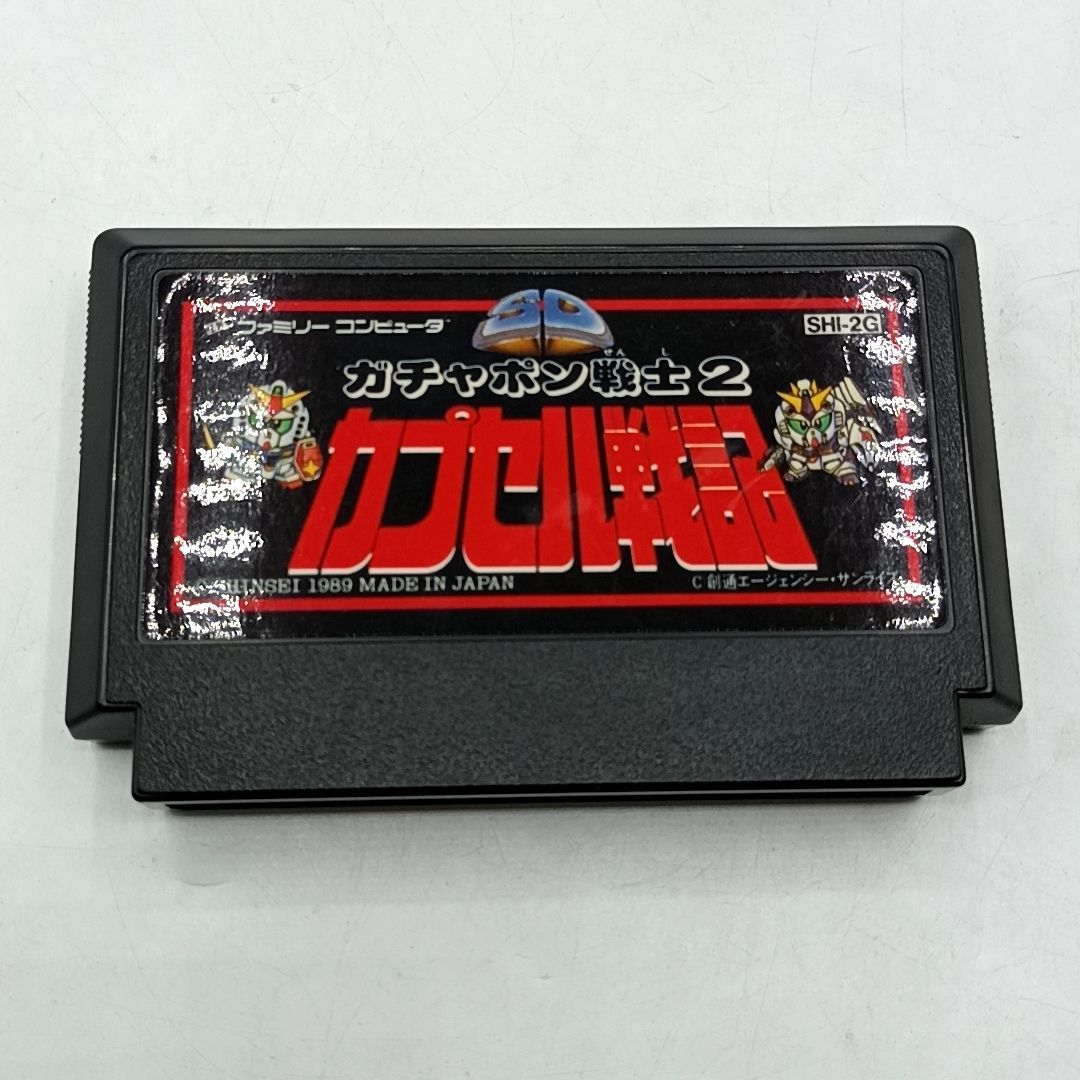 ファミリー コンピュータ
SD
SHI-2G
せんし
ガチャポン戦士2
カプセル戦記
SHINSEI 1989 MADE IN JAPAN
C 創通エージェンシー・サンライズ